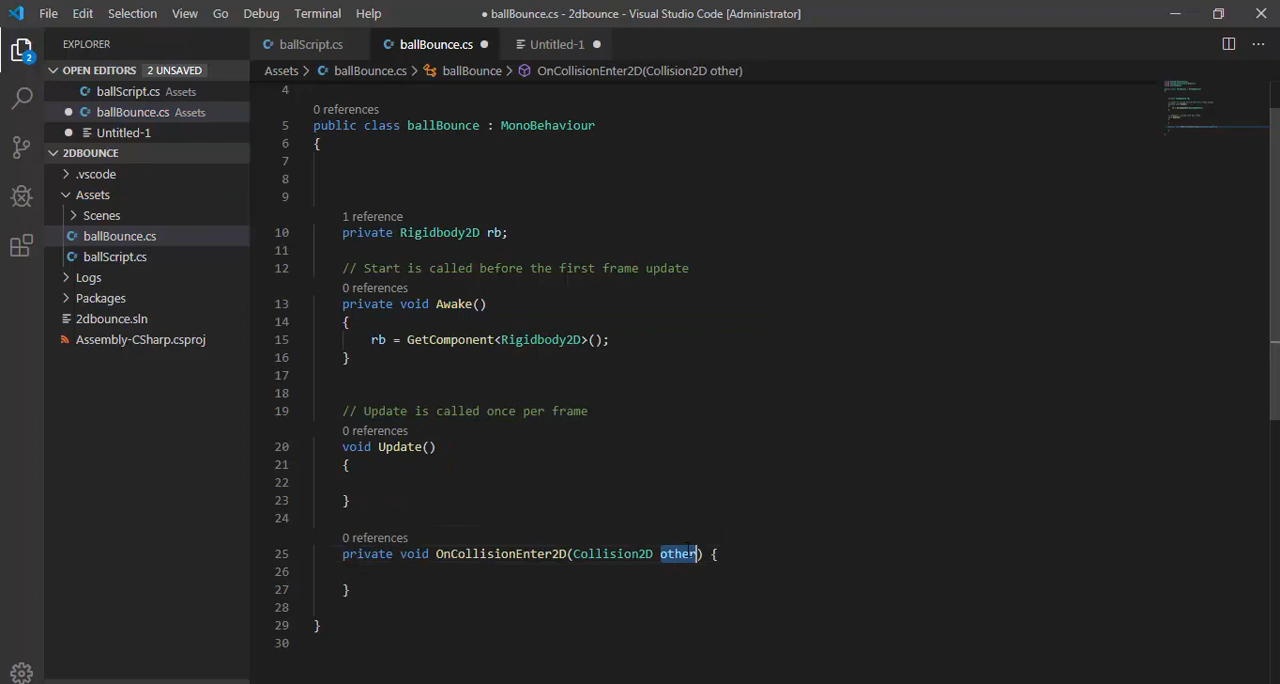 File Edit Selection View Go Debug Terminal Help ● ballBounce.cs - 2dbounce - Visual Studio Code [Administrator]
EXPLORER
OPEN EDITORS 2 UNSAVED
ballScript.cs Assets
ballBounce.cs Assets
Untitled-1
2DBOUNCE
.vscode
Assets
Scenes
ballBounce.cs
ballScript.cs
Logs
Packages
2dbounce.sln
Assembly-CSharp.csproj
2
ballScript.cs ballBounce.cs Untitled-1
Assets > ballBounce.cs > ballBounce > OnCollisionEnter2D(Collision2D other)
4
0 references
5 public class ballBounce : MonoBehaviour
6 {
7
8
9
1 reference
10 private Rigidbody2D rb;
11
12 // Start is called before the first frame update
0 references
13 private void Awake()
14 {
15 rb = GetComponent<Rigidbody2D>();
16 }
17
18
19 // Update is called once per frame
0 references
20 void Update()
21 {
22
23 }
24
0 references
25 private void OnCollisionEnter2D(Collision2D other) {
26
27 }
28
29 }
30